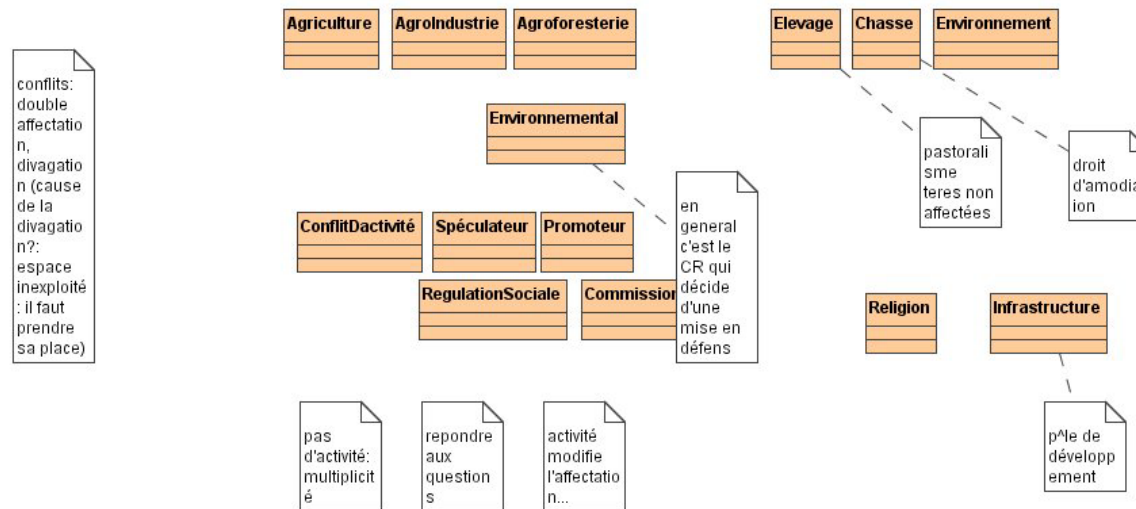 Agriculture
AgroIndustrie
Agroforesterie
Elevage
Chasse
Environnement
conflits:
double
affectatio
n,
divagatio
n (cause
de la
divagatio
n?:
espace
inexploité
: il faut
prendre
sa place)
Environnemental
pastorali
sme
teres non
affectées
droit
d'amodia
ion
ConflitDactivité
Spéculateur
Promoteur
en
general
c'est le
CR qui
décide
d'une
mise en
défens
RegulationSociale
Commission
Religion
Infrastructure
pas
d'activité:
multiplicit
é
repondre
aux
question
s
activité
modifie
l'affectatio
n...
p^le de
développ
ement